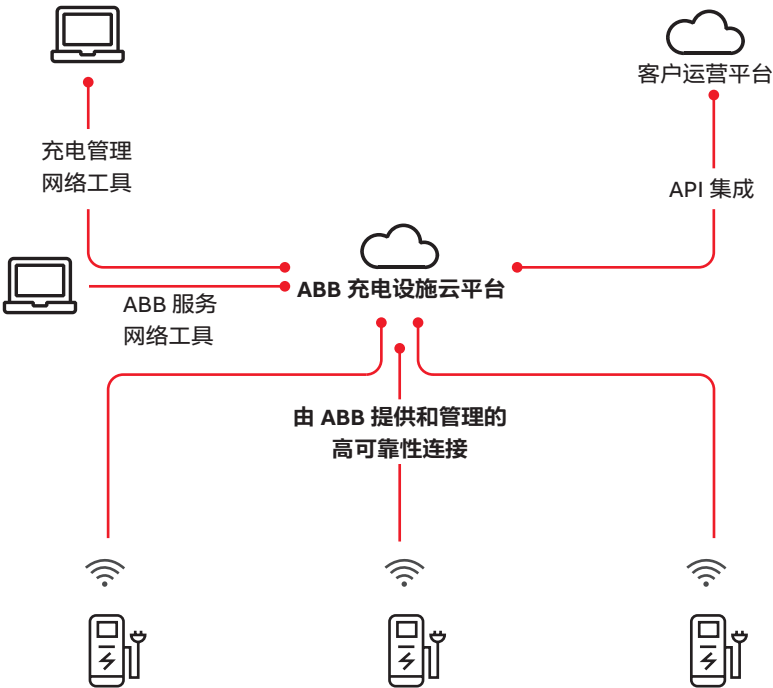 客户运营平台
充电管理
网络工具
API 集成
ABB 充电设施云平台
ABB 服务
网络工具
由 ABB 提供和管理的
高可靠性连接